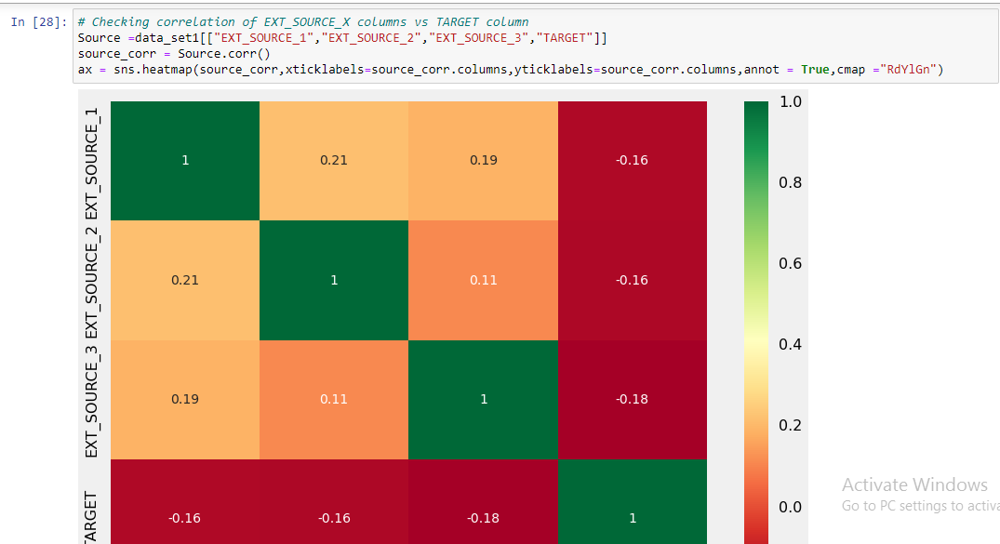 In [28]:
# Checking correlation of EXT_SOURCE_X columns vs TARGET column
Source =data_set1[["EXT_SOURCE_1","EXT_SOURCE_2","EXT_SOURCE_3","TARGET"]]
source_corr = Source.corr()
ax = sns.heatmap(source_corr,xticklabels=source_corr.columns,yticklabels=source_corr.columns,annot = True,cmap ="RdYlGn")
EXT_SOURCE_1
1 0.21 0.19 -0.16
EXT_SOURCE_2
0.21 1 0.11 -0.16
EXT_SOURCE_3
0.19 0.11 1 -0.18
TARGET
-0.16 -0.16 -0.18 1
1.0
0.8
0.6
0.4
0.2
0.0
Activate Windows
Go to PC settings to activa